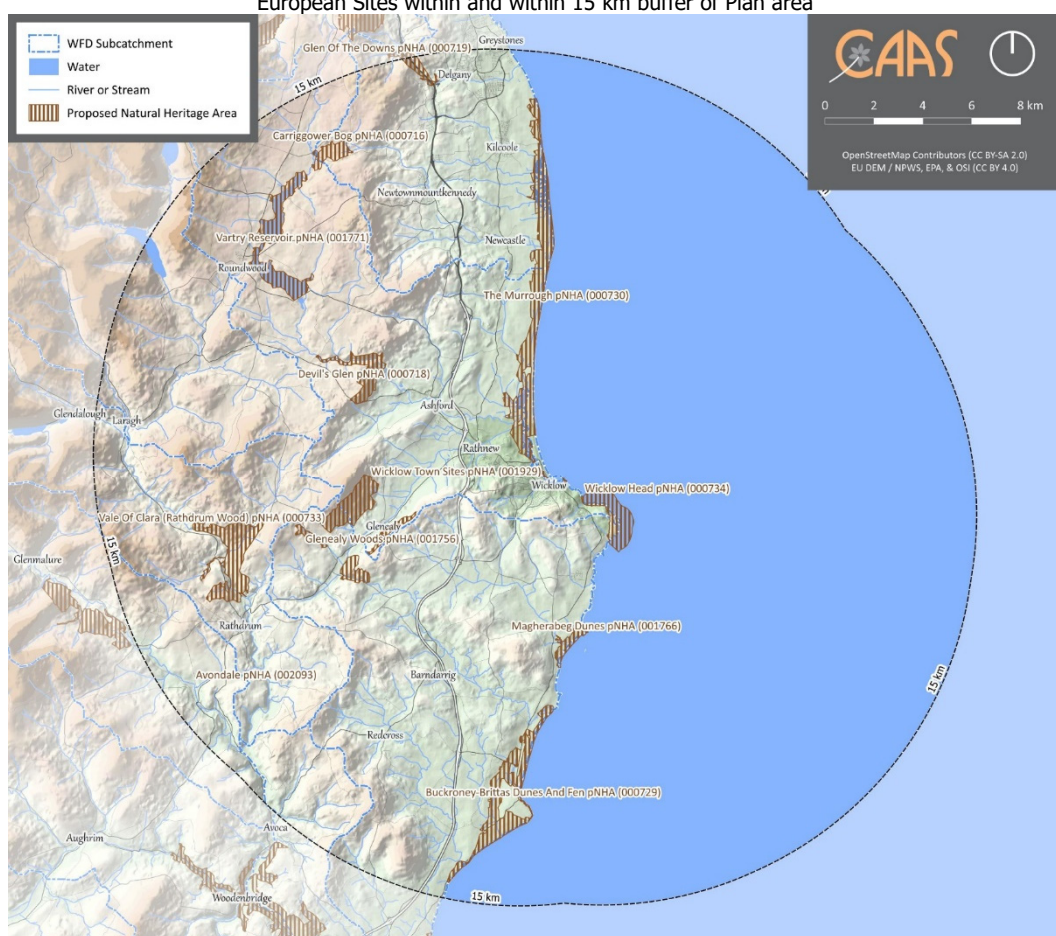 European Sites within and within 15 km buffer of Plan area
WFD Subcatchment
Water
River or Stream
Proposed Natural Heritage Area
CAAS
0 2 4 6 8 km
OpenStreetMap Contributors (CC BY-SA 2.0)
EU DEM / NPWS, EPA, & OSI (CC BY 4.0)
Greystones
Glen Of The Downs pNHA (000719)
Delgany
15 km
Carriggower Bog pNHA (000716)
Kilcoole
Newtownmountkennedy
Vartry Reservoir pNHA (001771)
Newcastle
Roundwood
The Murrough pNHA (000730)
Devil's Glen pNHA (000718)
Ashford
Glendalough
Laragh
Rathnew
Wicklow Town Sites pNHA (001929)
Wicklow
Wicklow Head pNHA (000734)
Vale Of Clara (Rathdrum Wood) pNHA (000733)
Glenealy
Glenealy Woods pNHA (001756)
15 km
Glenmalure
Rathdrum
Magherabeg Dunes pNHA (001766)
Avondale pNHA (002093)
Barndarrig
15 km
Redcross
Buckroney-Brittas Dunes And Fen pNHA (000729)
Avoca
Aughrim
Woodenbridge
15 km